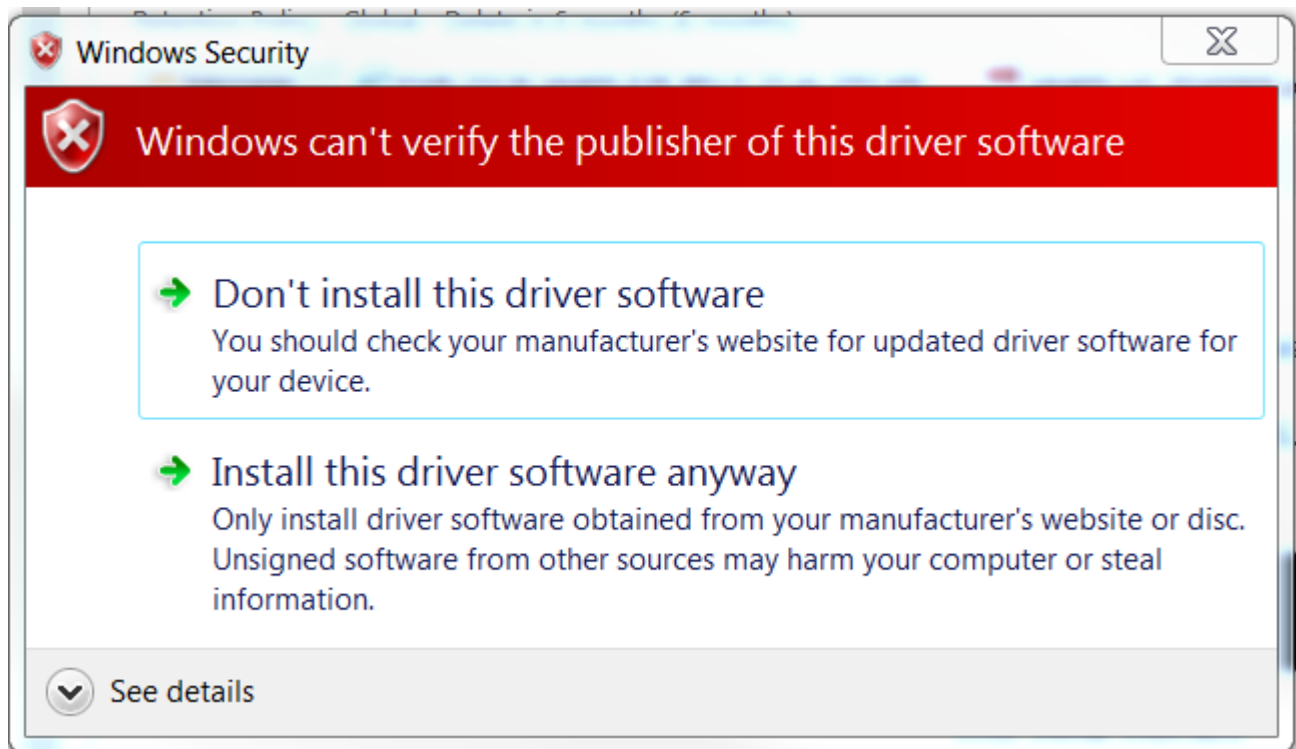 Windows Security
Windows can't verify the publisher of this driver software
Don't install this driver software
You should check your manufacturer's website for updated driver software for
your device.
Install this driver software anyway
Only install driver software obtained from your manufacturer's website or disc.
Unsigned software from other sources may harm your computer or steal
information.
See details